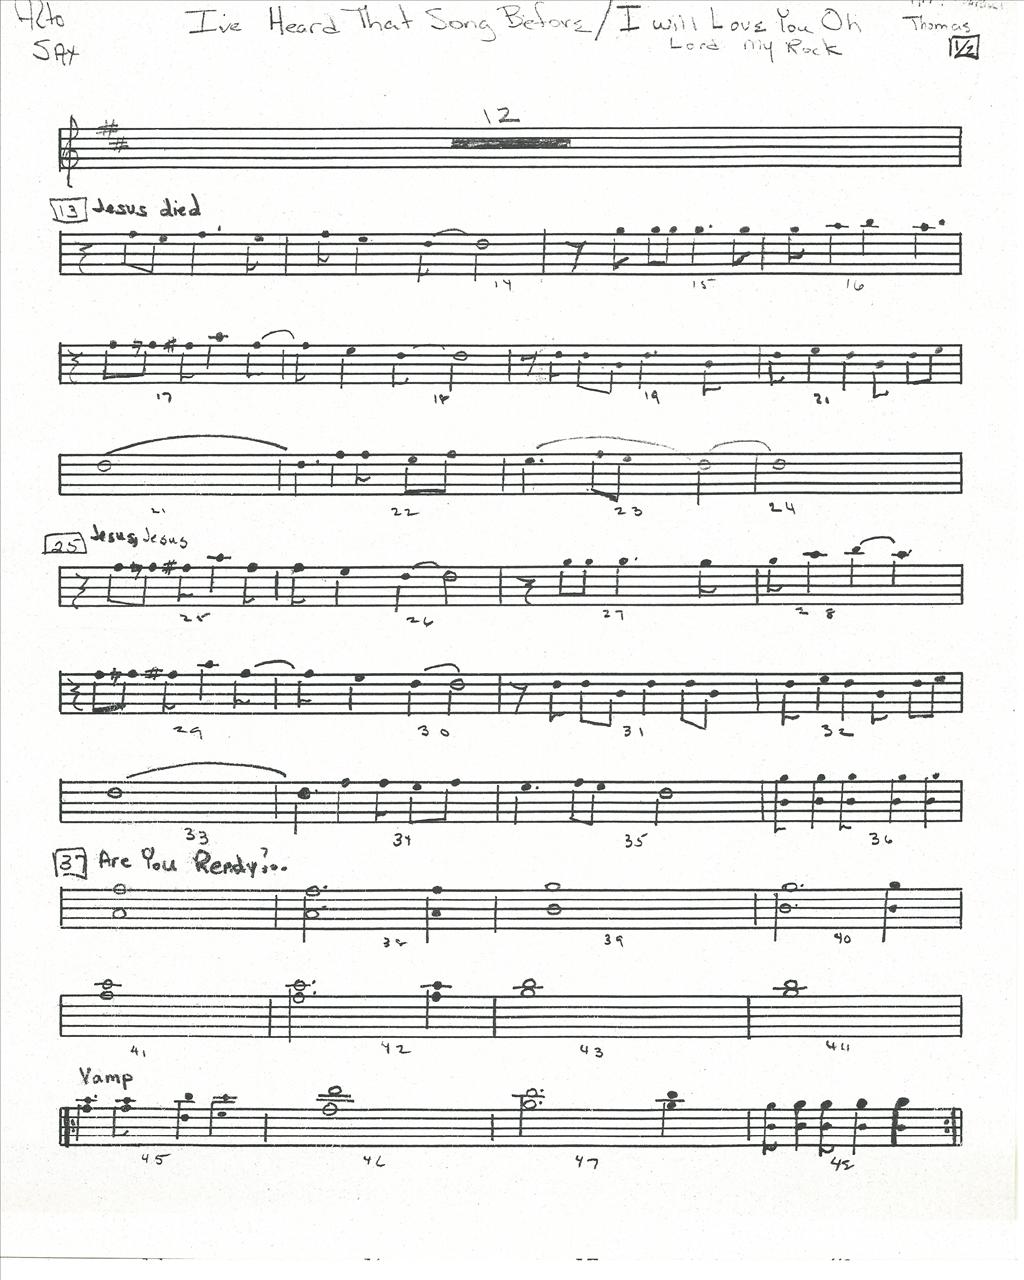 Alto
SAX
I've Heard That Song Before / I will Love You Oh
Lord my Rock
Thomas
1/2
12
13 Jesus died
14 15 16
17 18 19 21
21 22 23 24
25 Jesus, Jesus
25 26 27 28
29 30 31 32
33 34 35 36
37 Are You Ready?...
38 39 40
41 42 43 44
Vamp
45 46 47 48